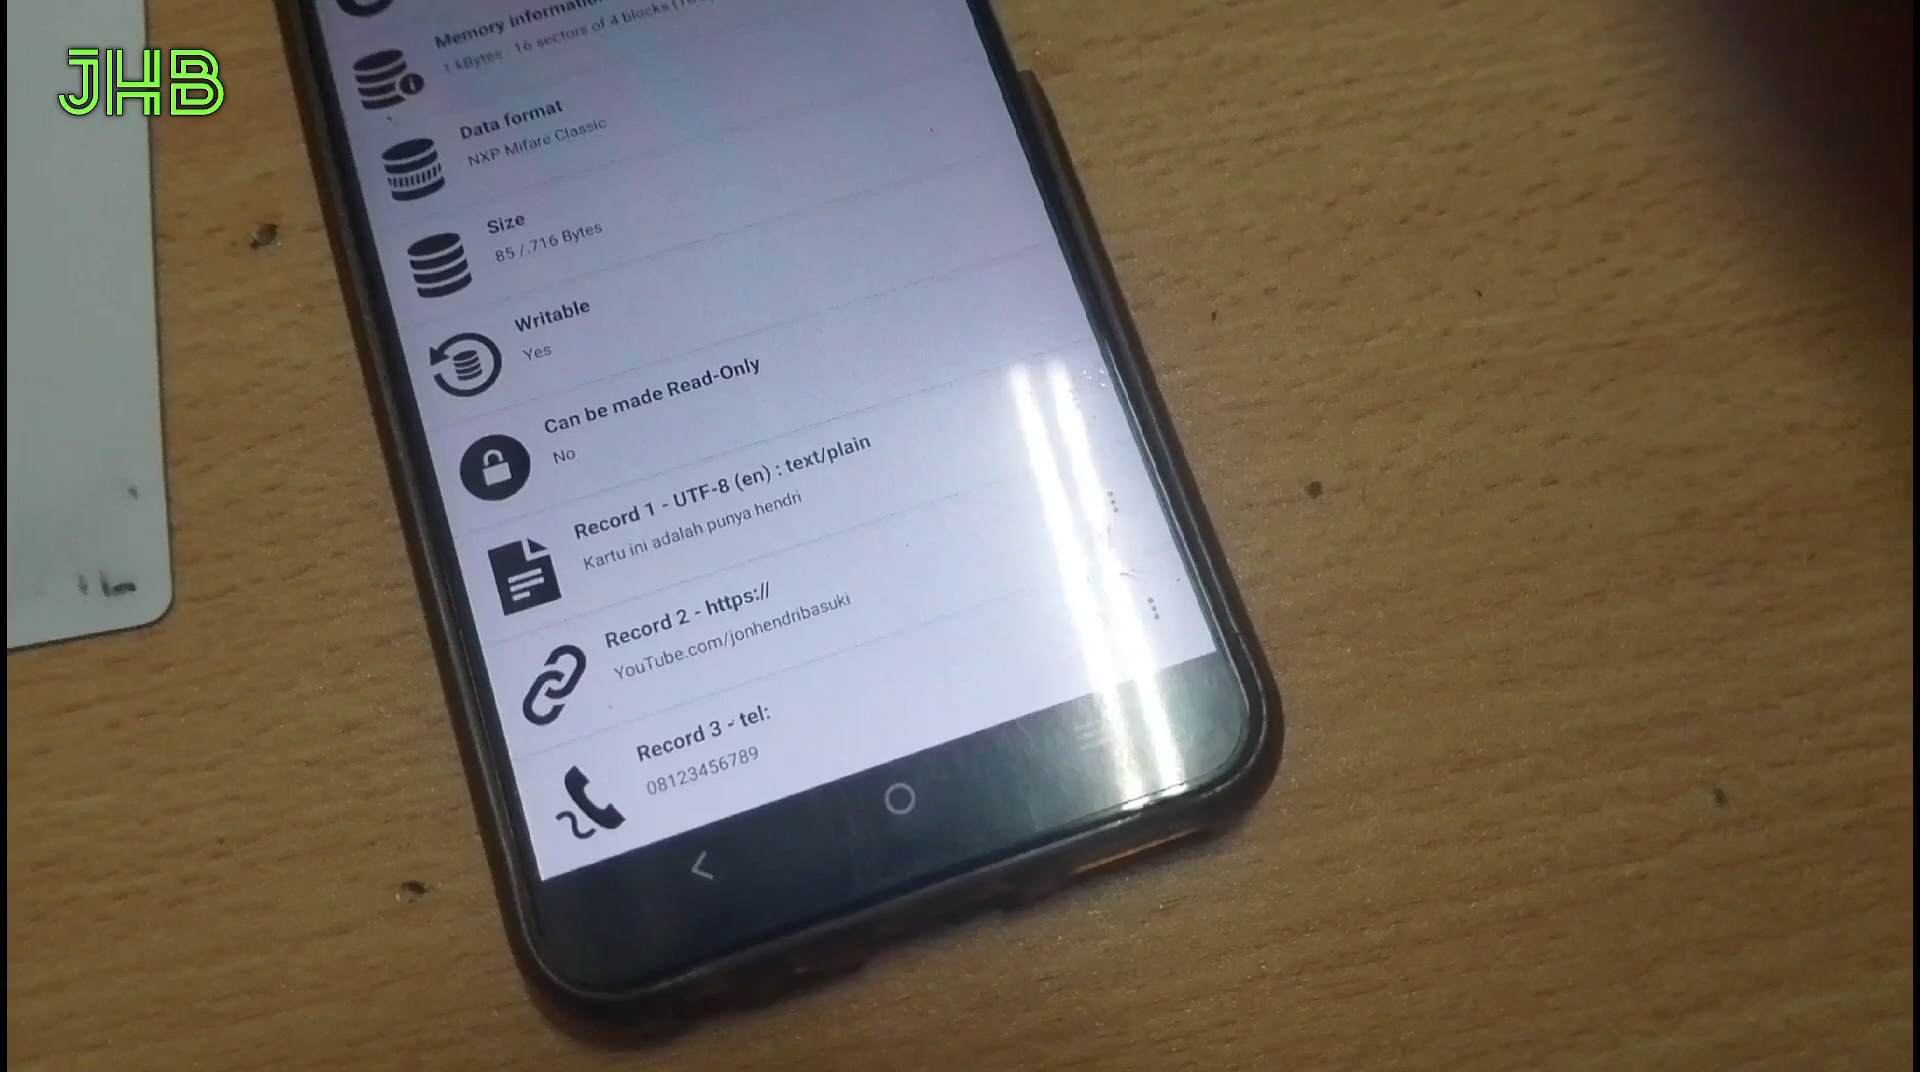 JHB
Memory information
1 kBytes : 16 sectors of 4 blocks
Data format
NXP Mifare Classic
Size
85 / 716 Bytes
Writable
Yes
Can be made Read-Only
No
Record 1 - UTF-8 (en) : text/plain
Kartu ini adalah punya hendri
Record 2 - https://
YouTube.com/jonhendribasuki
Record 3 - tel:
08123456789